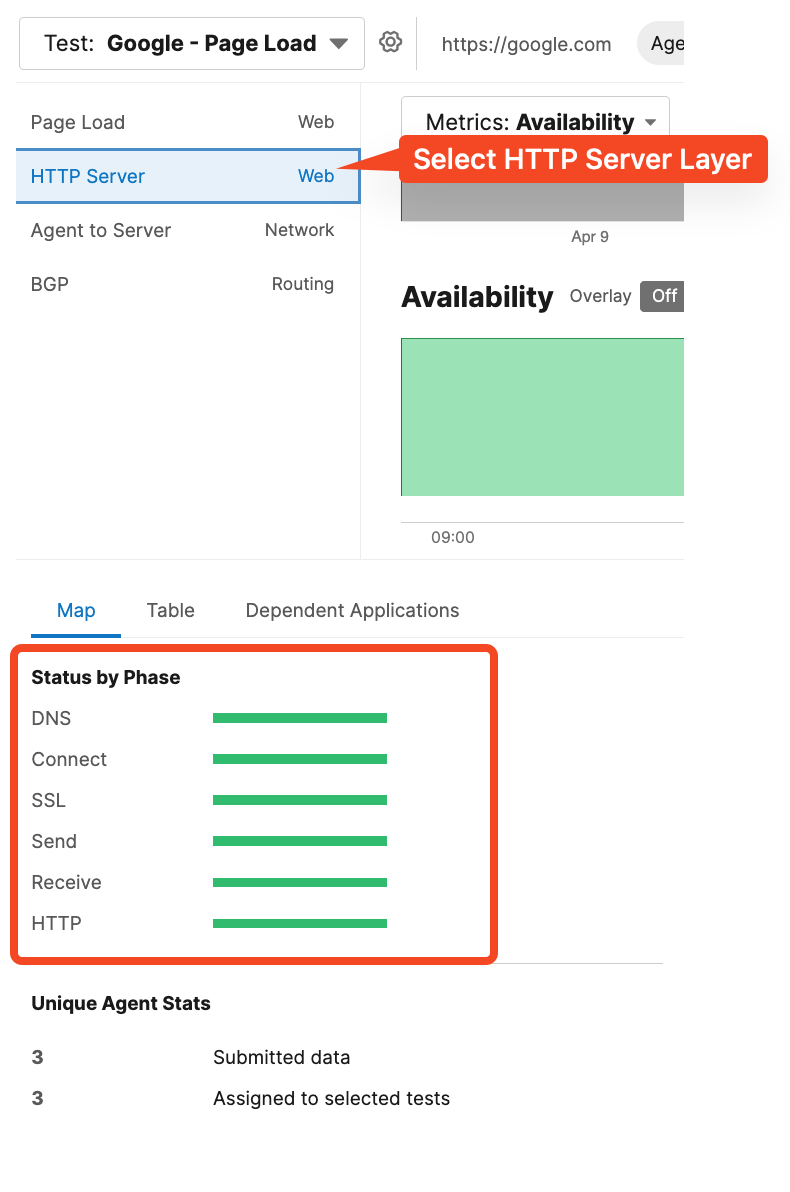 Test: Google - Page Load https://google.com Age
Page Load Web
Metrics: Availability
Select HTTP Server Layer
HTTP Server Web
Agent to Server Network
Apr 9
BGP Routing
Availability Overlay Off
09:00
Map Table Dependent Applications
Status by Phase
DNS
Connect
SSL
Send
Receive
HTTP
Unique Agent Stats
3 Submitted data
3 Assigned to selected tests